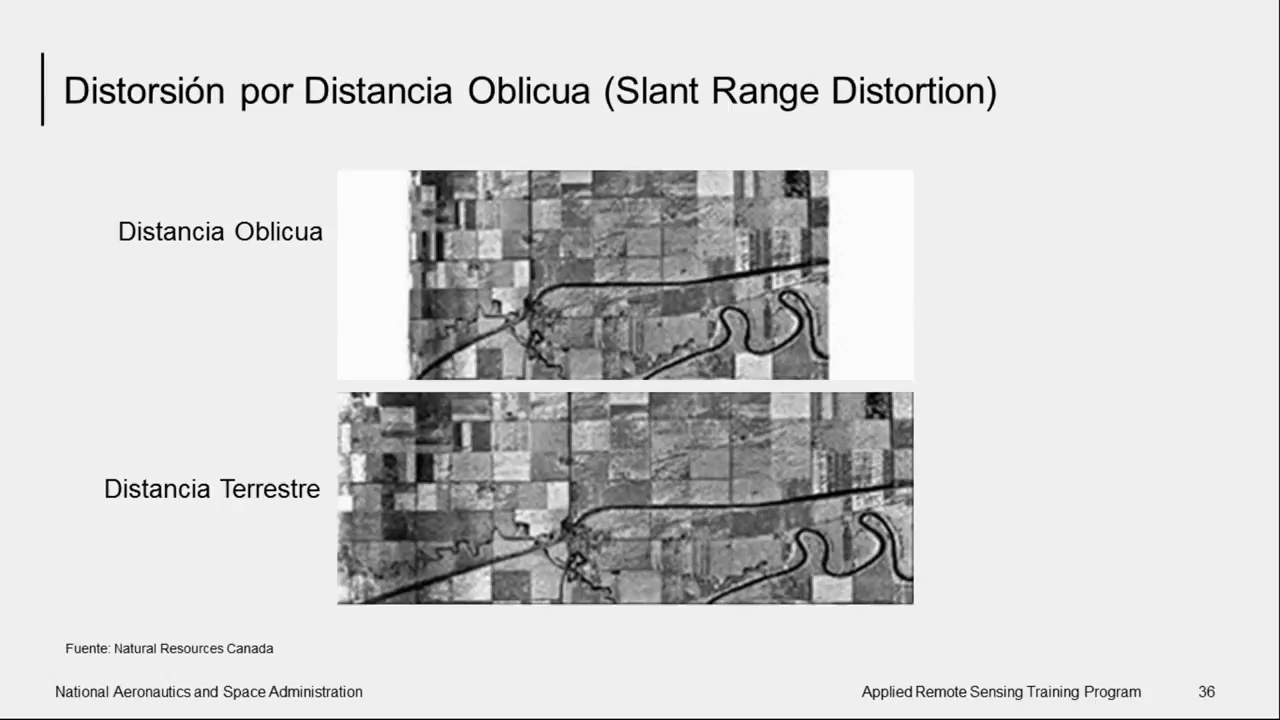 Distorsión por Distancia Oblicua (Slant Range Distortion)
Distancia Oblicua
Distancia Terrestre
Fuente: Natural Resources Canada
National Aeronautics and Space Administration
Applied Remote Sensing Training Program
36